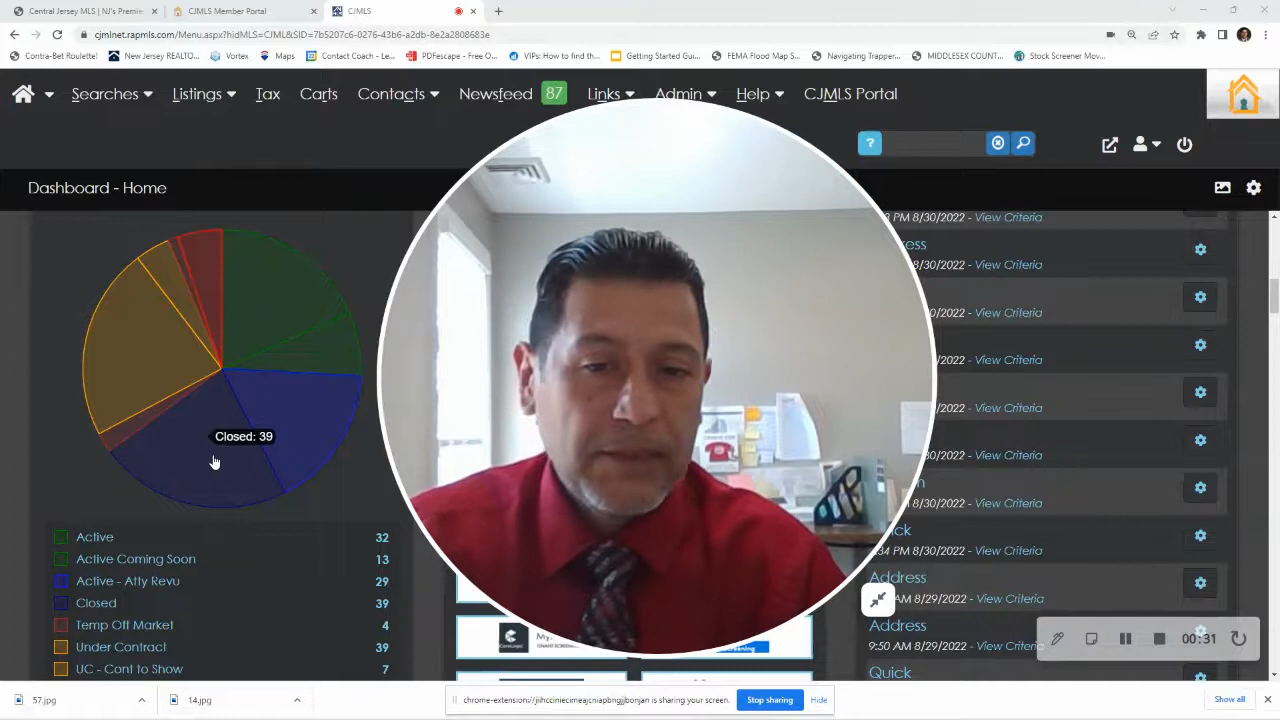 Central Jersey MLS | NJ's Premie
CJMLS Member Portal
CJMLS
cjmlnet.rapmls.com/Menu.aspx?hidMLS=CJML&SID=7b5207c6-0276-43b6-a2db-8e2a2808683e
Contra-Bet Roulette!
New Jersey REALTO...
Venteur
Maps
Contact Coach - Le...
PDFescape - Free O...
VIPs: How to find th...
Getting Started Gui...
FEMA Flood Map S...
Navigating Trapper...
MIDDLESEX COUNT...
Stock Screener Mov...
Searches
Listings
Tax
Carts
Contacts
Newsfeed 87
Links
Admin
Help
CJMLS Portal
?
Dashboard - Home
PM 8/30/2022 - View Criteria
ess
8/30/2022 - View Criteria
0/2022 - View Criteria
/2022 - View Criteria
/2022 - View Criteria
/30/2022 - View Criteria
8/30/2022 - View Criteria
:34 PM 8/30/2022 - View Criteria
Address
AM 8/29/2022 - View Criteria
Address
9:50 AM 8/29/2022 - View Criteria
Quick
Closed: 39
Active 32
Active Coming Soon 13
Active - Atty Revu 29
Closed 39
Temp Off Market 4
Under Contract 39
UC - Cont to Show 7
00:31
57.jpg
14.jpg
chrome-extension://jiihcciniecimeajcniapbngjjbonjan is sharing your screen.
Stop sharing
Hide
Show all